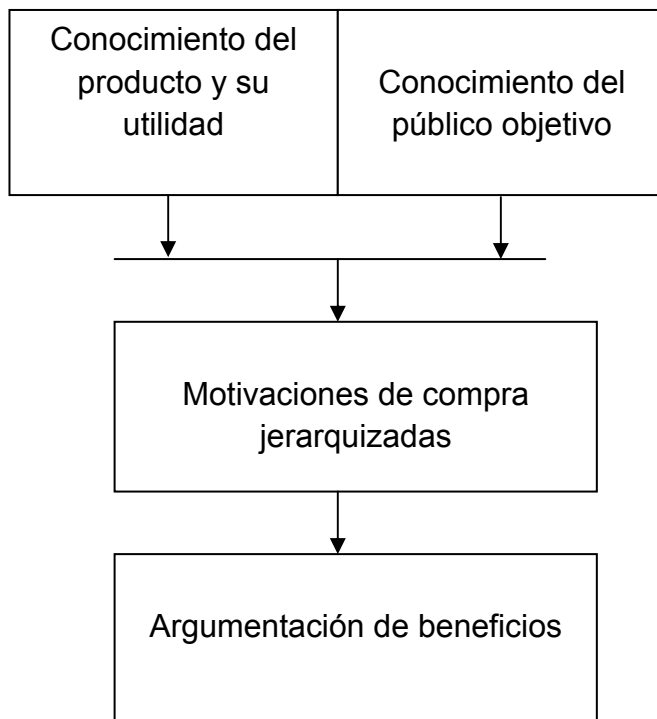 Conocimiento del
producto y su
utilidad
Conocimiento del
público objetivo
Motivaciones de compra
jerarquizadas
Argumentación de beneficios